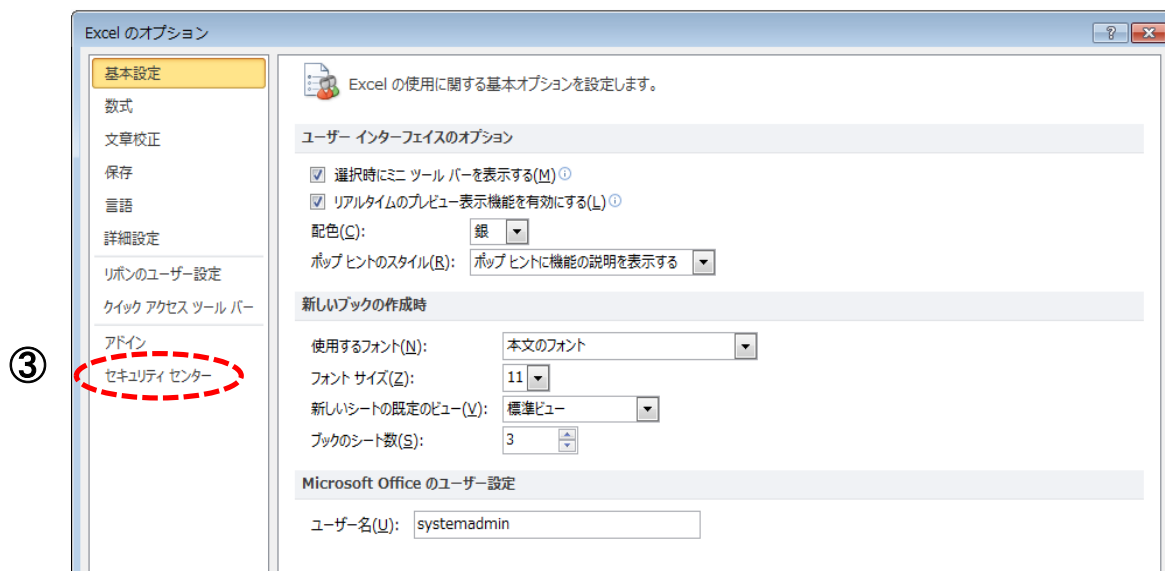 Excel のオプション
基本設定
数式
文章校正
保存
言語
詳細設定
リボンのユーザー設定
クイック アクセス ツール バー
アドイン
③
セキュリティ センター
Excel の使用に関する基本オプションを設定します。
ユーザー インターフェイスのオプション
選択時にミニ ツール バーを表示する(M)
リアルタイムのプレビュー表示機能を有効にする(L)
配色(C): 銀
ポップ ヒントのスタイル(R): ポップ ヒントに機能の説明を表示する
新しいブックの作成時
使用するフォント(N): 本文のフォント
フォント サイズ(Z): 11
新しいシートの既定のビュー(V): 標準ビュー
ブックのシート数(S): 3
Microsoft Office のユーザー設定
ユーザー名(U): systemadmin